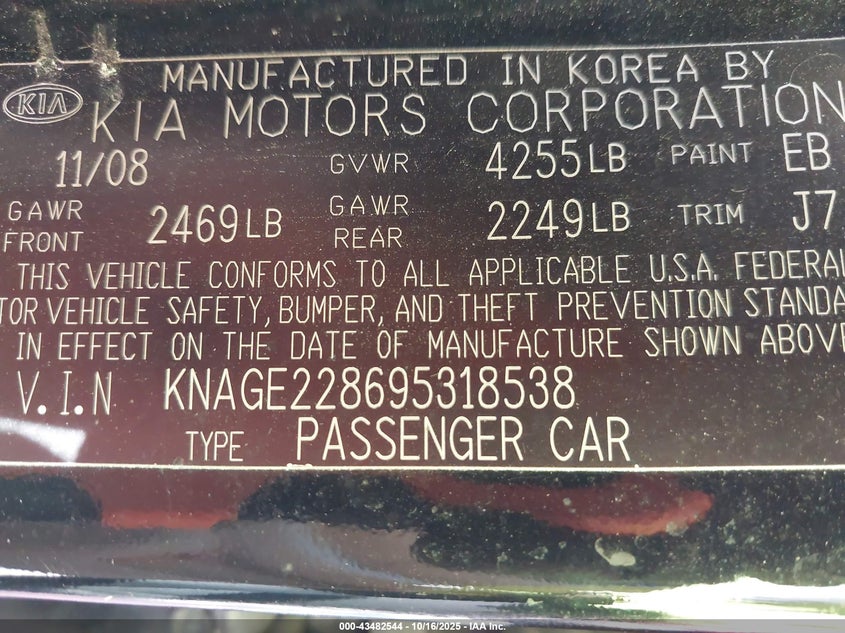 MANUFACTURED IN KOREA BY
KIA KIA MOTORS CORPORATION
11/08 GVWR 4255LB PAINT EB
GAWR FRONT 2469LB GAWR REAR 2249LB TRIM J7
THIS VEHICLE CONFORMS TO ALL APPLICABLE U.S.A. FEDERAL
TOR VEHICLE SAFETY, BUMPER, AND THEFT PREVENTION STANDA
IN EFFECT ON THE DATE OF MANUFACTURE SHOWN ABOVE
V.I.N KNAGE228695318538
TYPE PASSENGER CAR
000-43482544 - 10/16/2025 - IAA Inc.